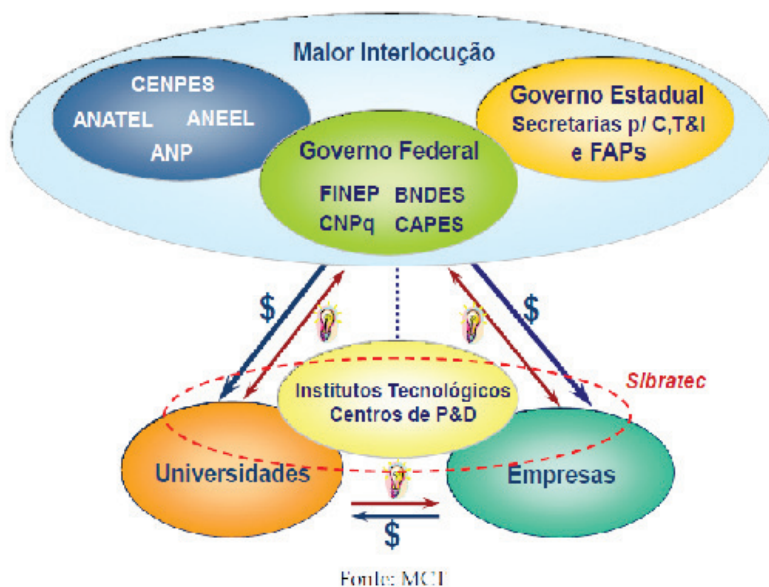 Maior Interlocução
CENPES
ANATEL ANEEL
ANP
Governo Estadual
Secretarias p/ C,T&I
e FAPs
Governo Federal
FINEP BNDES
CNPq CAPES
$
$
Sibratec
Institutos Tecnológicos
Centros de P&D
Universidades
Empresas
$
Fonte: MCT